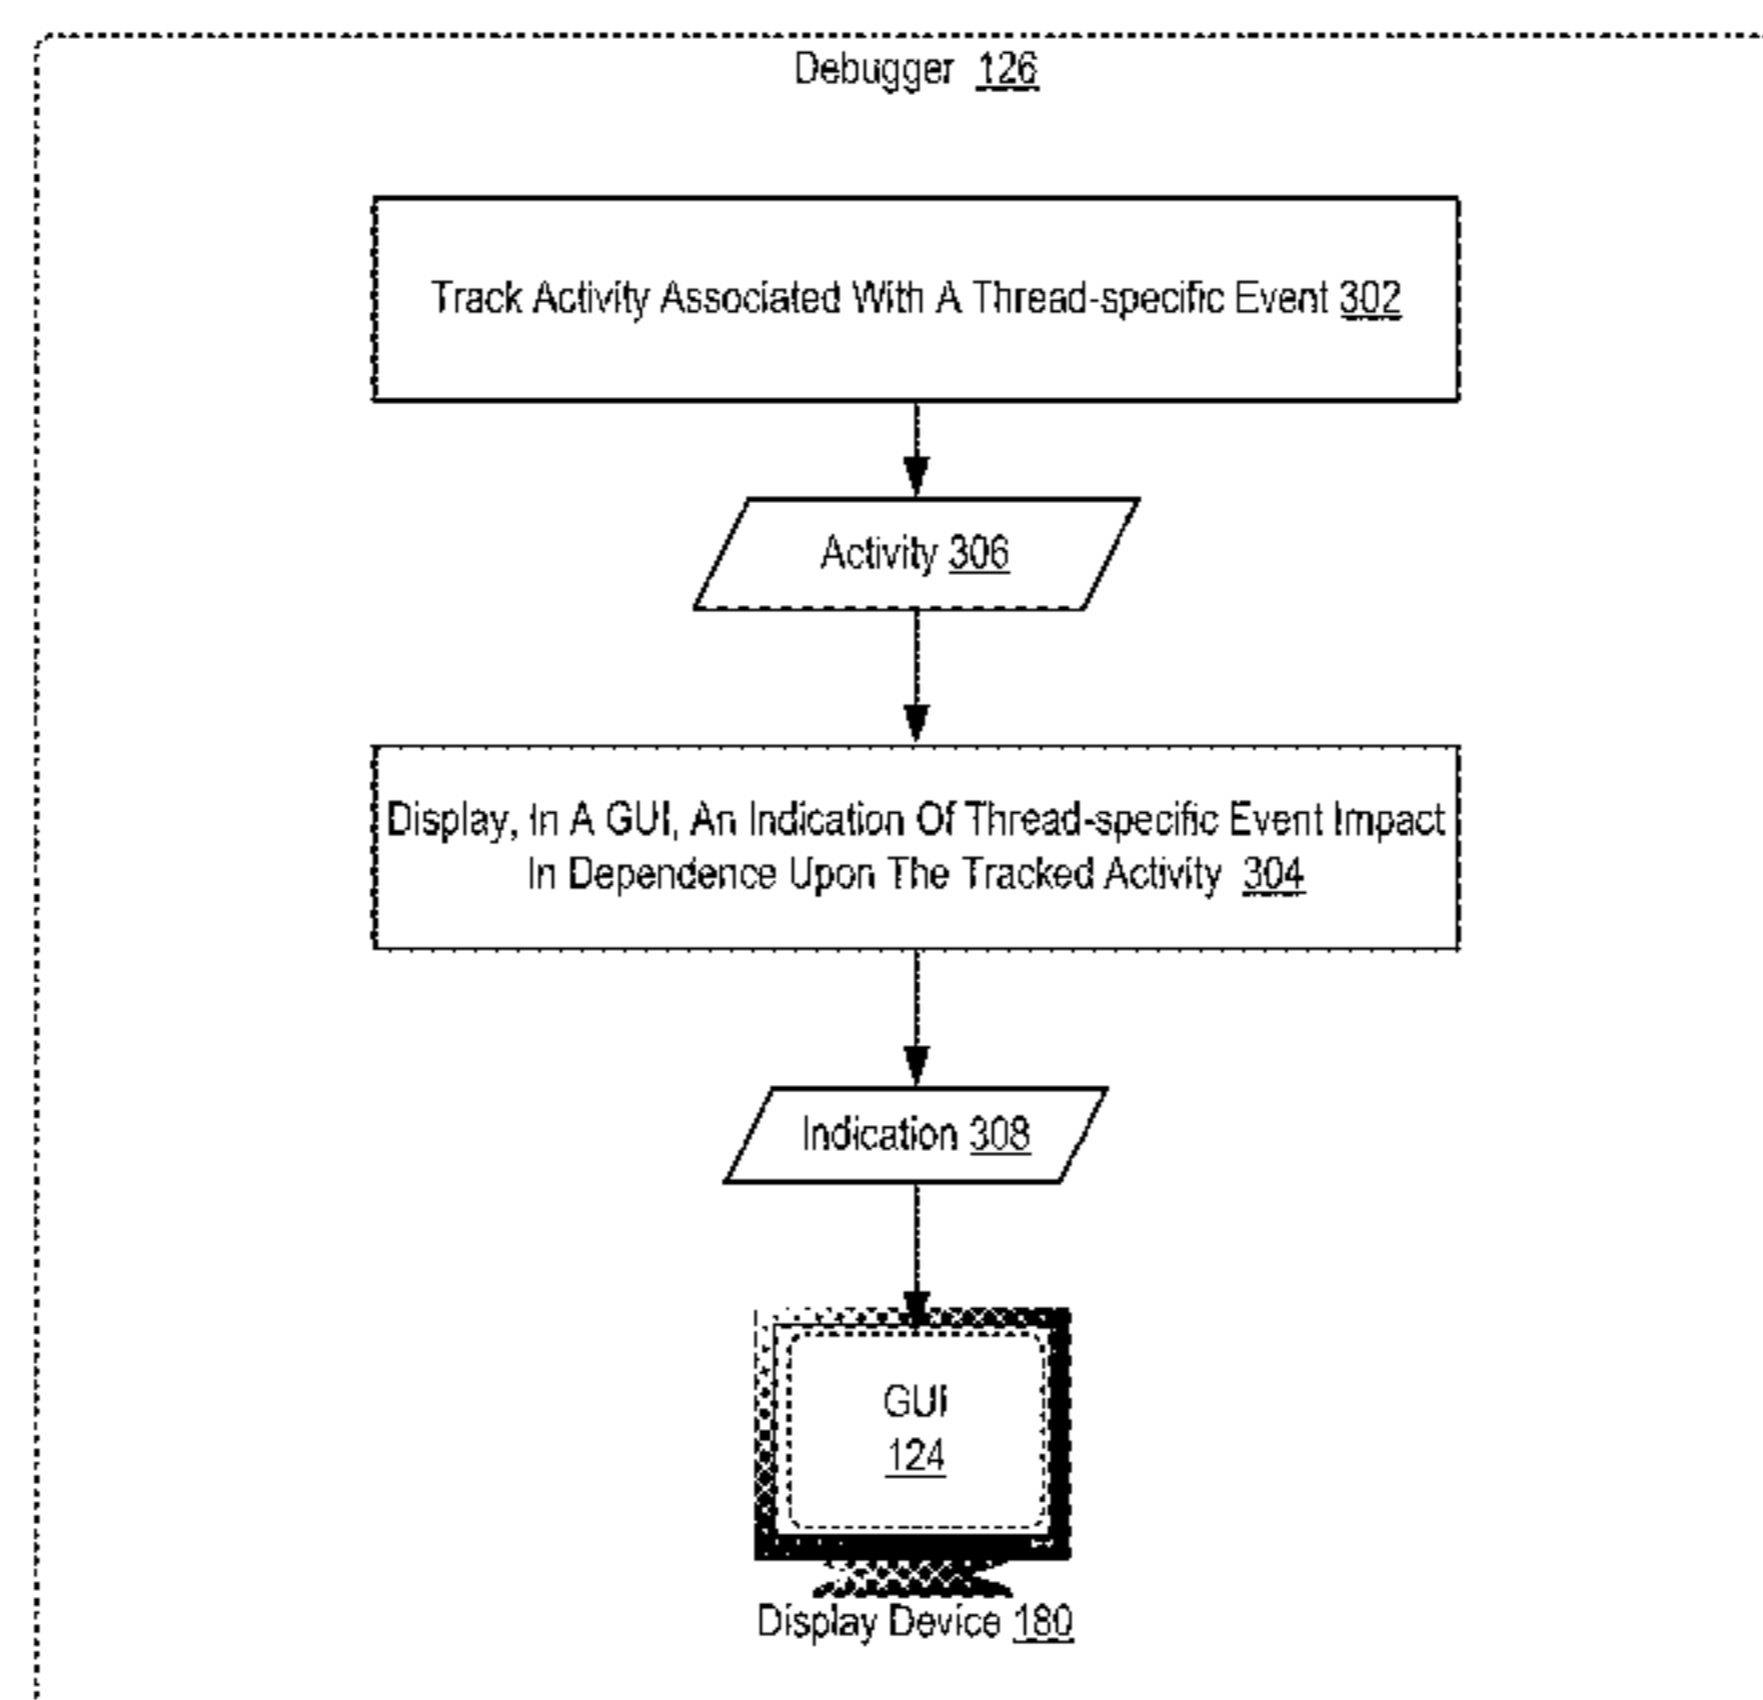 Debugger 126
Track Activity Associated With A Thread-specific Event 302
Activity 306
Display, In A GUI, An Indication Of Thread-specific Event Impact
In Dependence Upon The Tracked Activity 304
Indication 308
GUI
124
Display Device 180